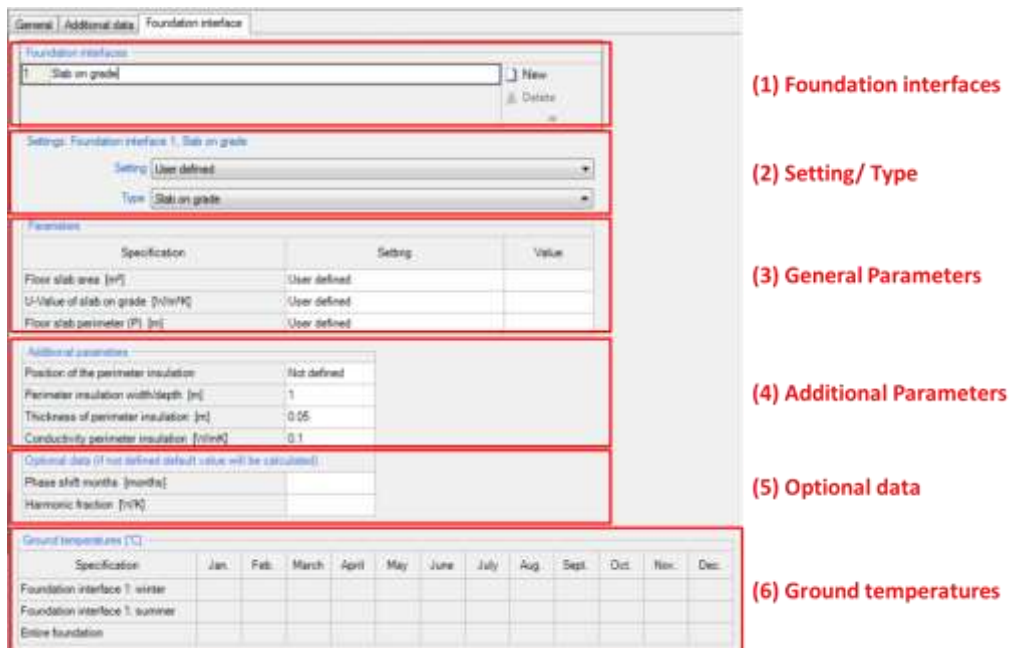 General Additional data Foundation interface
Foundation interfaces
1 Slab on grade
New
Delete
(1) Foundation interfaces
Settings: Foundation interface 1, Slab on grade
Setting User defined
Type Slab on grade
(2) Setting/ Type
Parameters
Specification Setting Value
Floor slab area [m²] User defined
U-Value of slab on grade [W/m²K] User defined
Floor slab perimeter (P) [m] User defined
(3) General Parameters
Additional parameters
Position of the perimeter insulation Not defined
Perimeter insulation width/depth [m] 1
Thickness of perimeter insulation [m] 0.05
Conductivity perimeter insulation [W/mK] 0.1
(4) Additional Parameters
Optional data (if not defined default value will be calculated)
Phase shift months [months]
Harmonic fraction [W/K]
(5) Optional data
Ground temperatures [°C]
Specification Jan. Feb. March April May June July Aug. Sept. Oct. Nov. Dec.
Foundation interface 1: winter
Foundation interface 1: summer
Entire foundation
(6) Ground temperatures